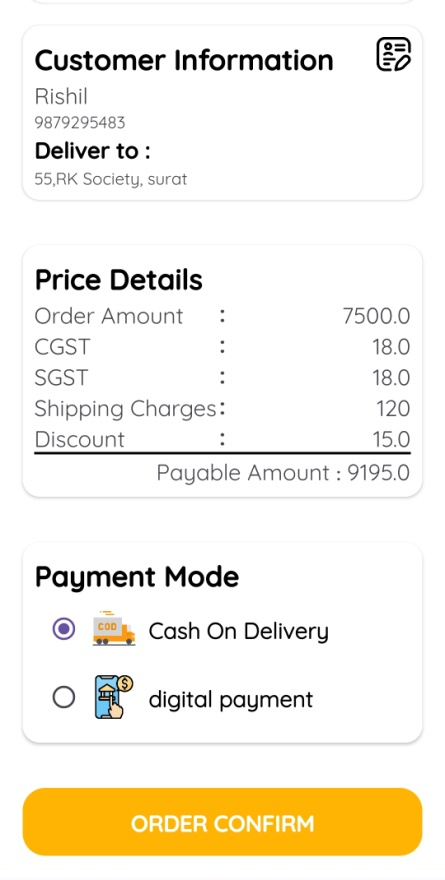 Customer Information
Rishil
9879295483
Deliver to :
55,RK Society, surat
Price Details
Order Amount : 7500.0
CGST : 18.0
SGST : 18.0
Shipping Charges: 120
Discount : 15.0
Payable Amount : 9195.0
Payment Mode
COD Cash On Delivery
$ digital payment
ORDER CONFIRM